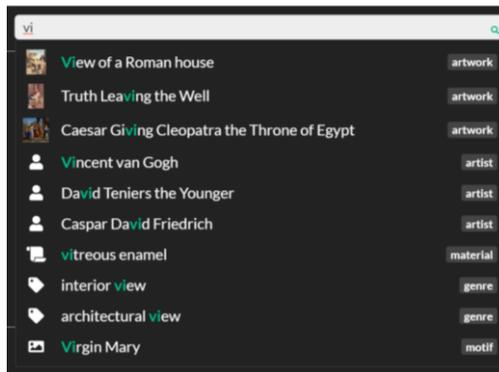 vi
View of a Roman house artwork
Truth Leaving the Well artwork
Caesar Giving Cleopatra the Throne of Egypt artwork
Vincent van Gogh artist
David Teniers the Younger artist
Caspar David Friedrich artist
vitreous enamel material
interior view genre
architectural view genre
Virgin Mary motif